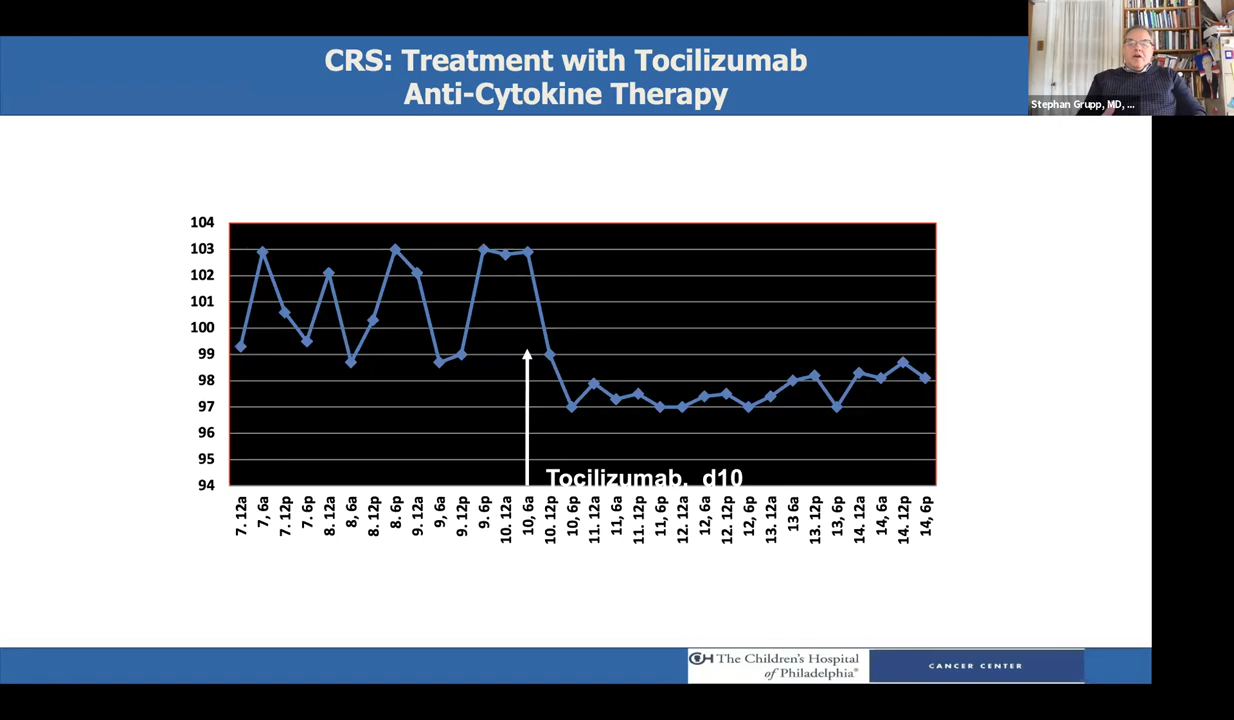 CRS: Treatment with Tocilizumab
Anti-Cytokine Therapy
Stephan Grupp, MD, ...
104
103
102
101
100
99
98
97
96
95
94
Tocilizumab, d10
7. 12a
7, 6a
7. 12p
7. 6p
8. 12a
8, 6a
8. 12p
8. 6p
9. 12a
9, 6a
9. 12p
9. 6p
10. 12a
10, 6a
10. 12p
10, 6p
11. 12a
11, 6a
11. 12p
11, 6p
12. 12a
12, 6a
12. 12p
12, 6p
13. 12a
13 6a
13. 12p
13, 6p
14. 12a
14, 6a
14. 12p
14, 6p
The Children's Hospital
of Philadelphia®
CANCER CENTER